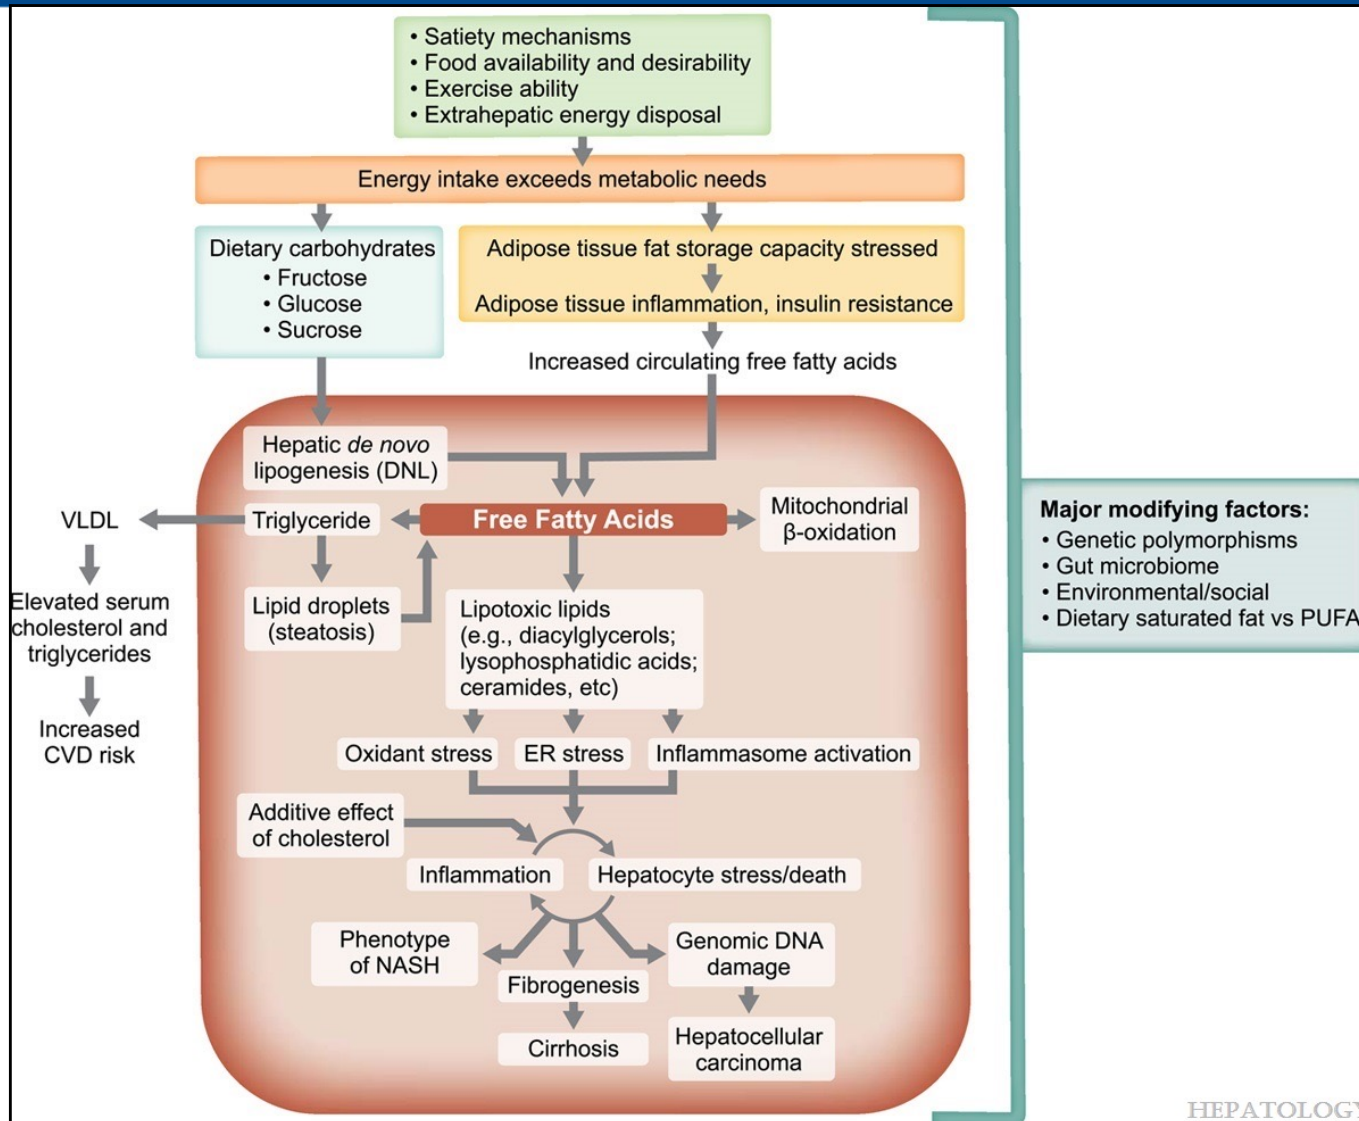 • Satiety mechanisms
• Food availability and desirability
• Exercise ability
• Extrahepatic energy disposal
Energy intake exceeds metabolic needs
Dietary carbohydrates
• Fructose
• Glucose
• Sucrose
Adipose tissue fat storage capacity stressed
Adipose tissue inflammation, insulin resistance
Increased circulating free fatty acids
Hepatic de novo
lipogenesis (DNL)
VLDL
Triglyceride
Free Fatty Acids
Mitochondrial
β-oxidation
Elevated serum
cholesterol and
triglycerides
Increased
CVD risk
Lipid droplets
(steatosis)
Lipotoxic lipids
(e.g., diacylglycerols;
lysophosphatidic acids;
ceramides, etc)
Oxidant stress
ER stress
Inflammasome activation
Additive effect
of cholesterol
Inflammation
Hepatocyte stress/death
Phenotype
of NASH
Fibrogenesis
Cirrhosis
Genomic DNA
damage
Hepatocellular
carcinoma
Major modifying factors:
• Genetic polymorphisms
• Gut microbiome
• Environmental/social
• Dietary saturated fat vs PUFA
HEPATOLOGY